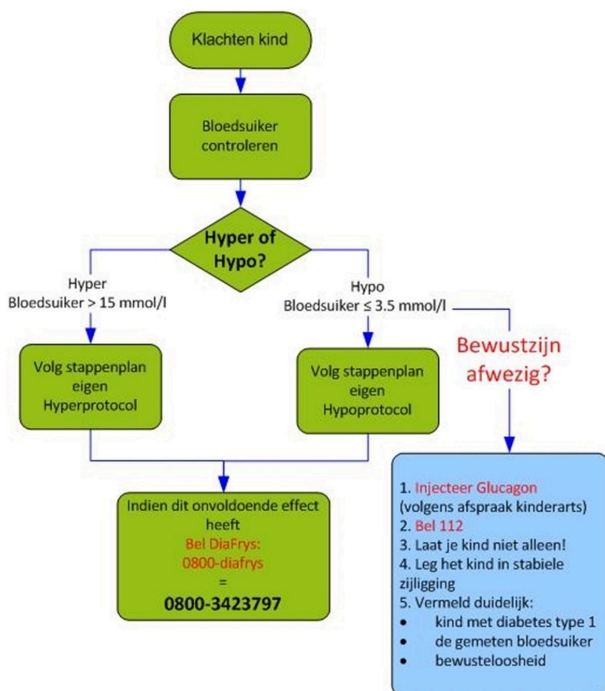 Klachten kind
Bloedsuiker
controleren
Hyper of
Hypo?
Hyper
Bloedsuiker > 15 mmol/l
Hypo
Bloedsuiker ≤ 3.5 mmol/l
Bewustzijn
afwezig?
Volg stappenplan
eigen
Hyperprotocol
Volg stappenplan
eigen
Hypoprotocol
Indien dit onvoldoende effect
heeft
Bel DiaFrys:
0800-diafrys
=
0800-3423797
1. Injecteer Glucagon
(volgens afspraak kinderarts)
2. Bel 112
3. Laat je kind niet alleen!
4. Leg het kind in stabiele
zijligging
5. Vermeld duidelijk:
• kind met diabetes type 1
• de gemeten bloedsuiker
• bewusteloosheid